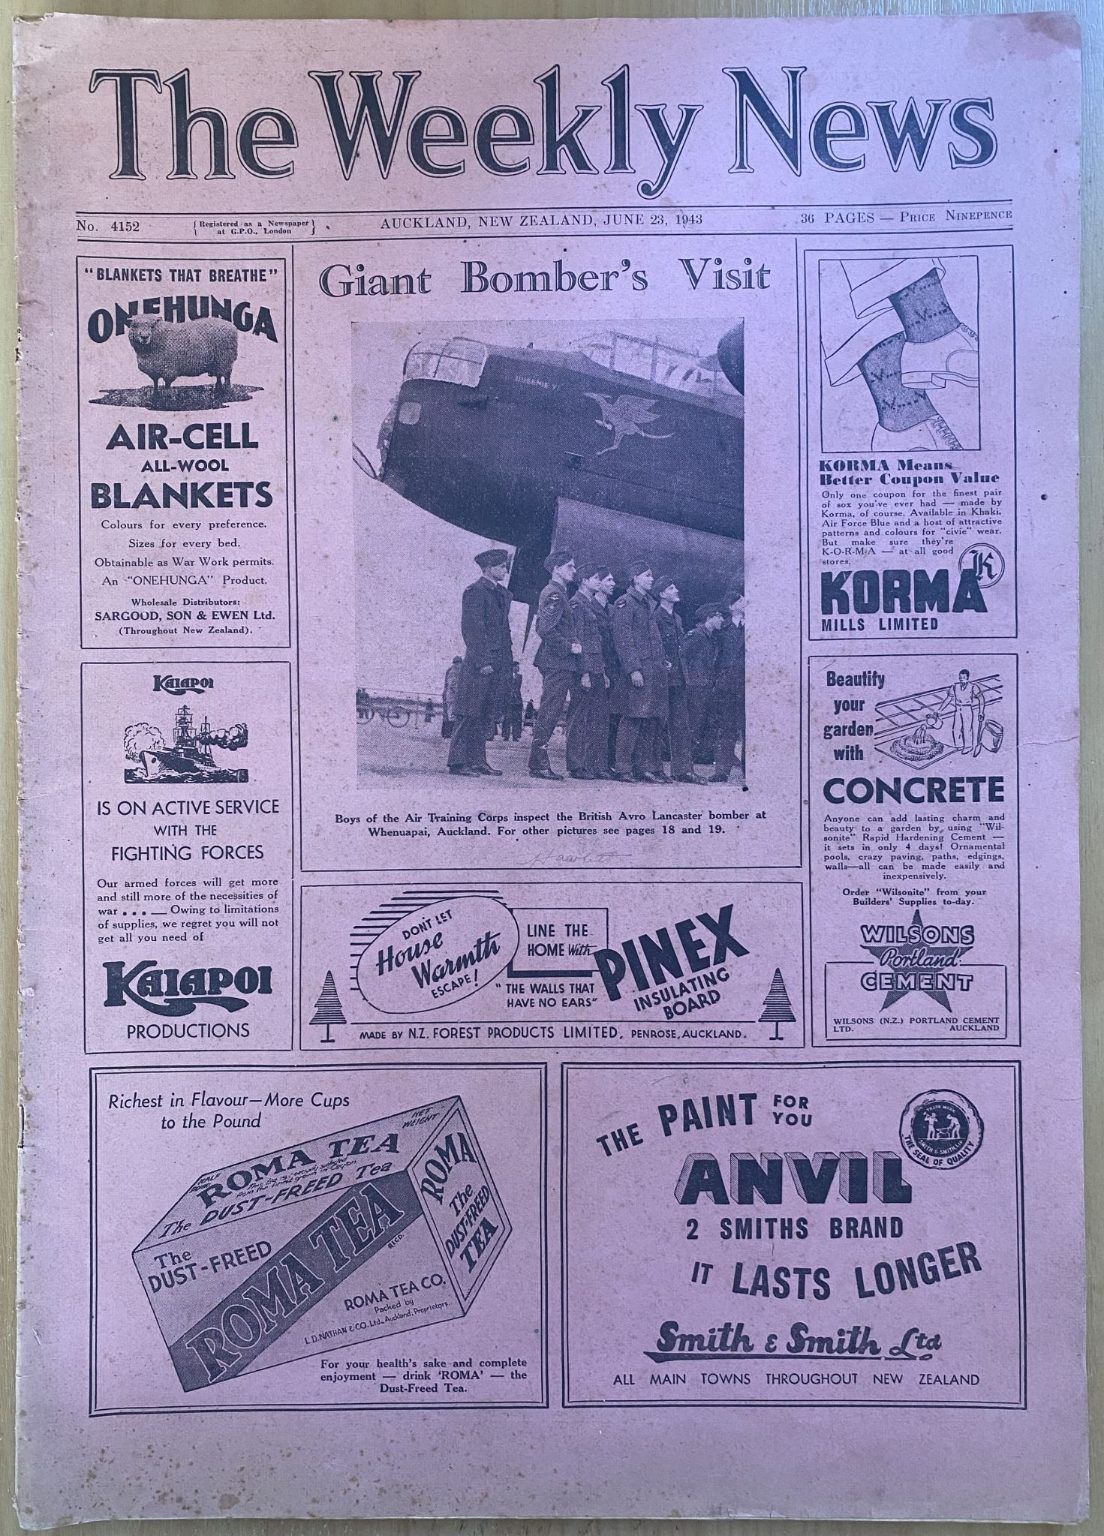 The Weekly News
No. 4152
{Registered as a Newspaper
at G.P.O., London}
AUCKLAND, NEW ZEALAND, JUNE 23, 1943
36 PAGES — PRICE NINEPENCE
"BLANKETS THAT BREATHE"
ONEHUNGA
AIR-CELL
ALL-WOOL
BLANKETS
Colours for every preference.
Sizes for every bed.
Obtainable as War Work permits.
An "ONEHUNGA" Product.
Wholesale Distributors:
SARGOOD, SON & EWEN Ltd.
(Throughout New Zealand).
KAIAPOI
IS ON ACTIVE SERVICE
WITH THE
FIGHTING FORCES
Our armed forces will get more
and still more of the necessities of
war . . . — Owing to limitations
of supplies, we regret you will not
get all you need of
KAIAPOI
PRODUCTIONS
Giant Bomber's Visit
Boys of the Air Training Corps inspect the British Avro Lancaster bomber at
Whenuapai, Auckland. For other pictures see pages 18 and 19.
DON'T LET
House
Warmth
ESCAPE!
LINE THE
HOME With
"THE WALLS THAT
HAVE NO EARS"
PINEX
INSULATING
BOARD
MADE BY N.Z. FOREST PRODUCTS LIMITED, PENROSE, AUCKLAND.
KORMA Means
Better Coupon Value
Only one coupon for the finest pair
of sox you've ever had — made by
Korma, of course. Available in Khaki,
Air Force Blue and a host of attractive
patterns and colours for "civie" wear.
But make sure they're
K-O-R-M-A — at all good
stores.
K
KORMA
MILLS LIMITED
Beautify
your
garden
with
CONCRETE
Anyone can add lasting charm and
beauty to a garden by using "Wil-
sonite" Rapid Hardening Cement —
it sets in only 4 days! Ornamental
pools, crazy paving, paths, edgings,
walls—all can be made easily and
inexpensively.
Order "Wilsonite" from your
Builders' Supplies to-day.
WILSONS
Portland
CEMENT
WILSONS (N.Z.) PORTLAND CEMENT
LTD. AUCKLAND
Richest in Flavour—More Cups
to the Pound
NET
WEIGHT
ROMA TEA
The DUST-FREED Tea
The
DUST-FREED
ROMA TEA
REGD.
ROMA TEA CO.
Packed by
L.D. NATHAN & CO. Ltd., Auckland, Proprietors.
ROMA
The
DUST-FREED
TEA
For your health's sake and complete
enjoyment — drink 'ROMA' — the
Dust-Freed Tea.
THE PAINT FOR
YOU
SMITH & SMITH LTD
THE SEAL OF QUALITY
ANVIL
2 SMITHS BRAND
IT LASTS LONGER
Smith & Smith Ltd
ALL MAIN TOWNS THROUGHOUT NEW ZEALAND